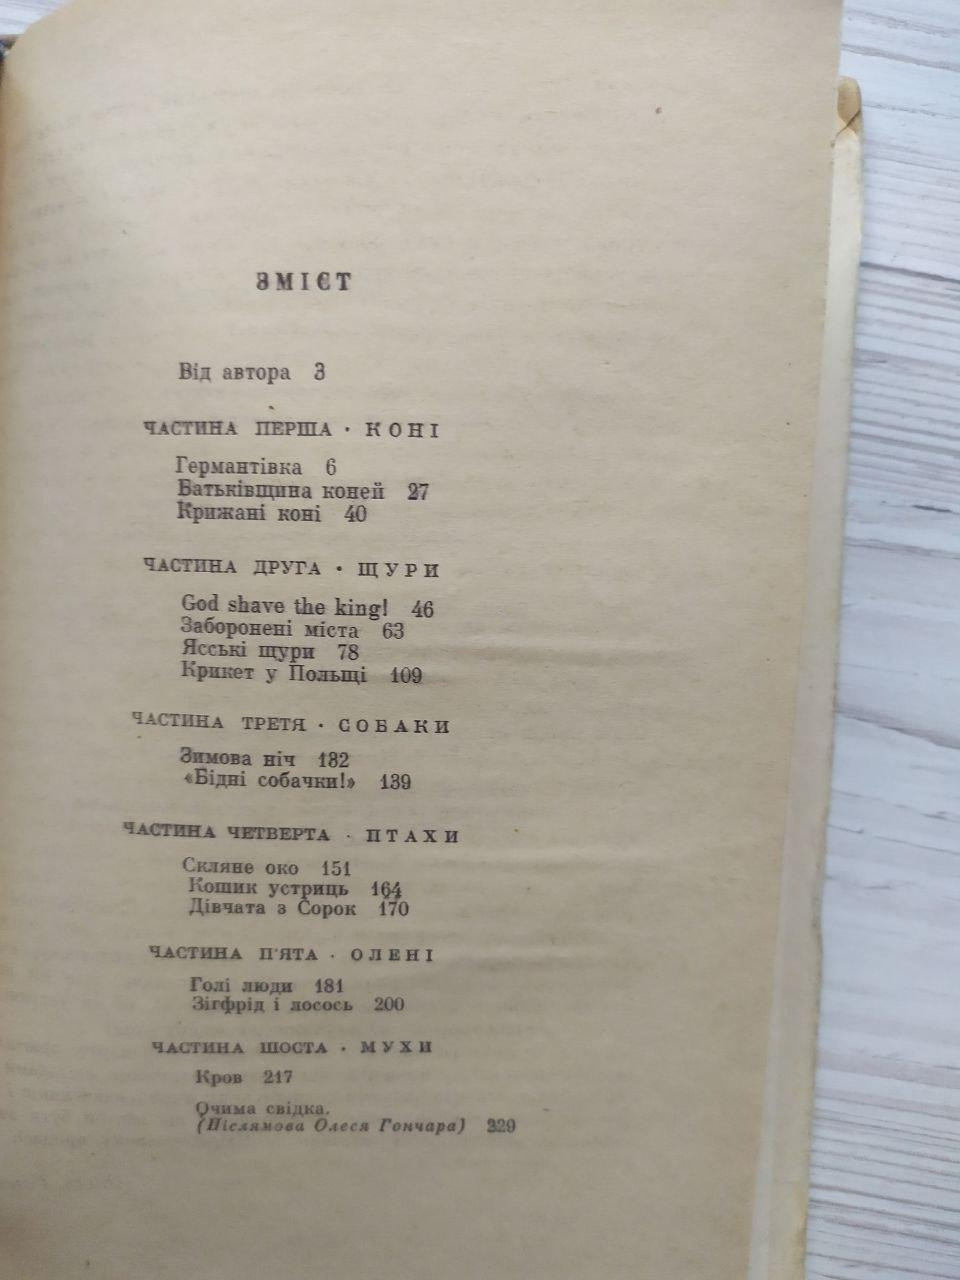 ЗМІСТ
Від автора 3
ЧАСТИНА ПЕРША · КОНІ
Германтівка 6
Батьківщина коней 27
Крижані коні 40
ЧАСТИНА ДРУГА · ЩУРИ
God shave the king! 46
Заборонені міста 63
Ясські щури 78
Крикет у Польщі 109
ЧАСТИНА ТРЕТЯ · СОБАКИ
Зимова ніч 132
«Бідні собачки!» 139
ЧАСТИНА ЧЕТВЕРТА · ПТАХИ
Скляне око 151
Кошик устриць 164
Дівчата з Сорок 170
ЧАСТИНА П'ЯТА · ОЛЕНІ
Голі люди 181
Зігфрід і лосось 200
ЧАСТИНА ШОСТА · МУХИ
Кров 217
Очима свідка.
(Післямова Олеся Гончара) 229